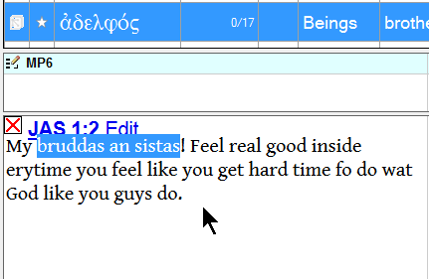 ἀδελφός 0/17 Beings brothe
MP6
JAS 1:2 Edit
My bruddas an sistas! Feel real good inside
erytime you feel like you get hard time fo do wat
God like you guys do.